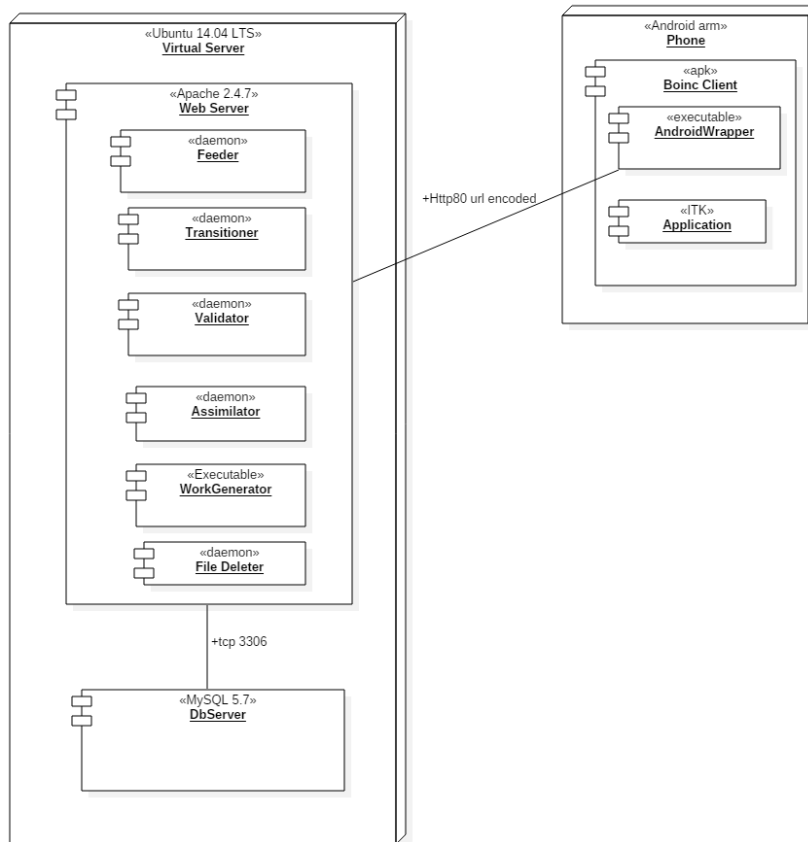 «Ubuntu 14.04 LTS»
Virtual Server
«Apache 2.4.7»
Web Server
«daemon»
Feeder
«daemon»
Transitioner
«daemon»
Validator
«daemon»
Assimilator
«Executable»
WorkGenerator
«daemon»
File Deleter
+tcp 3306
«MySQL 5.7»
DbServer
+Http80 url encoded
«Android arm»
Phone
«apk»
Boinc Client
«executable»
AndroidWrapper
«ITK»
Application